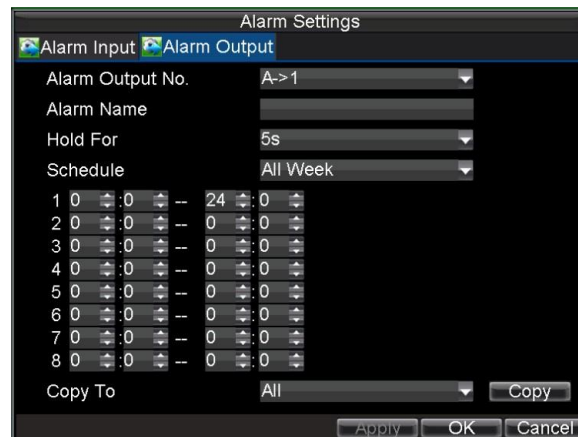 Alarm Settings
Alarm Input Alarm Output
Alarm Output No. A->1
Alarm Name
Hold For 5s
Schedule All Week
1 0 :0 -- 24 :0
2 0 :0 -- 0 :0
3 0 :0 -- 0 :0
4 0 :0 -- 0 :0
5 0 :0 -- 0 :0
6 0 :0 -- 0 :0
7 0 :0 -- 0 :0
8 0 :0 -- 0 :0
Copy To All Copy
Apply OK Cancel